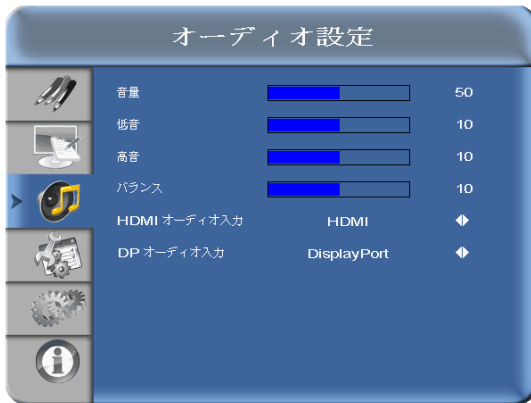 オーディオ設定
音量 50
低音 10
高音 10
バランス 10
HDMI オーディオ入力 HDMI
DP オーディオ入力 DisplayPort